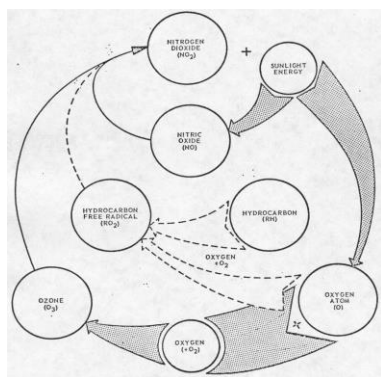 NITROGEN
DIOXIDE
(NO₂)
+
SUNLIGHT
ENERGY
NITRIC
OXIDE
(NO)
HYDROCARBON
FREE RADICAL
(RO₂)
HYDROCARBON
(RH)
OXYGEN
+O₂
OZONE
(O₃)
OXYGEN
ATOM
(O)
OXYGEN
(+O₂)